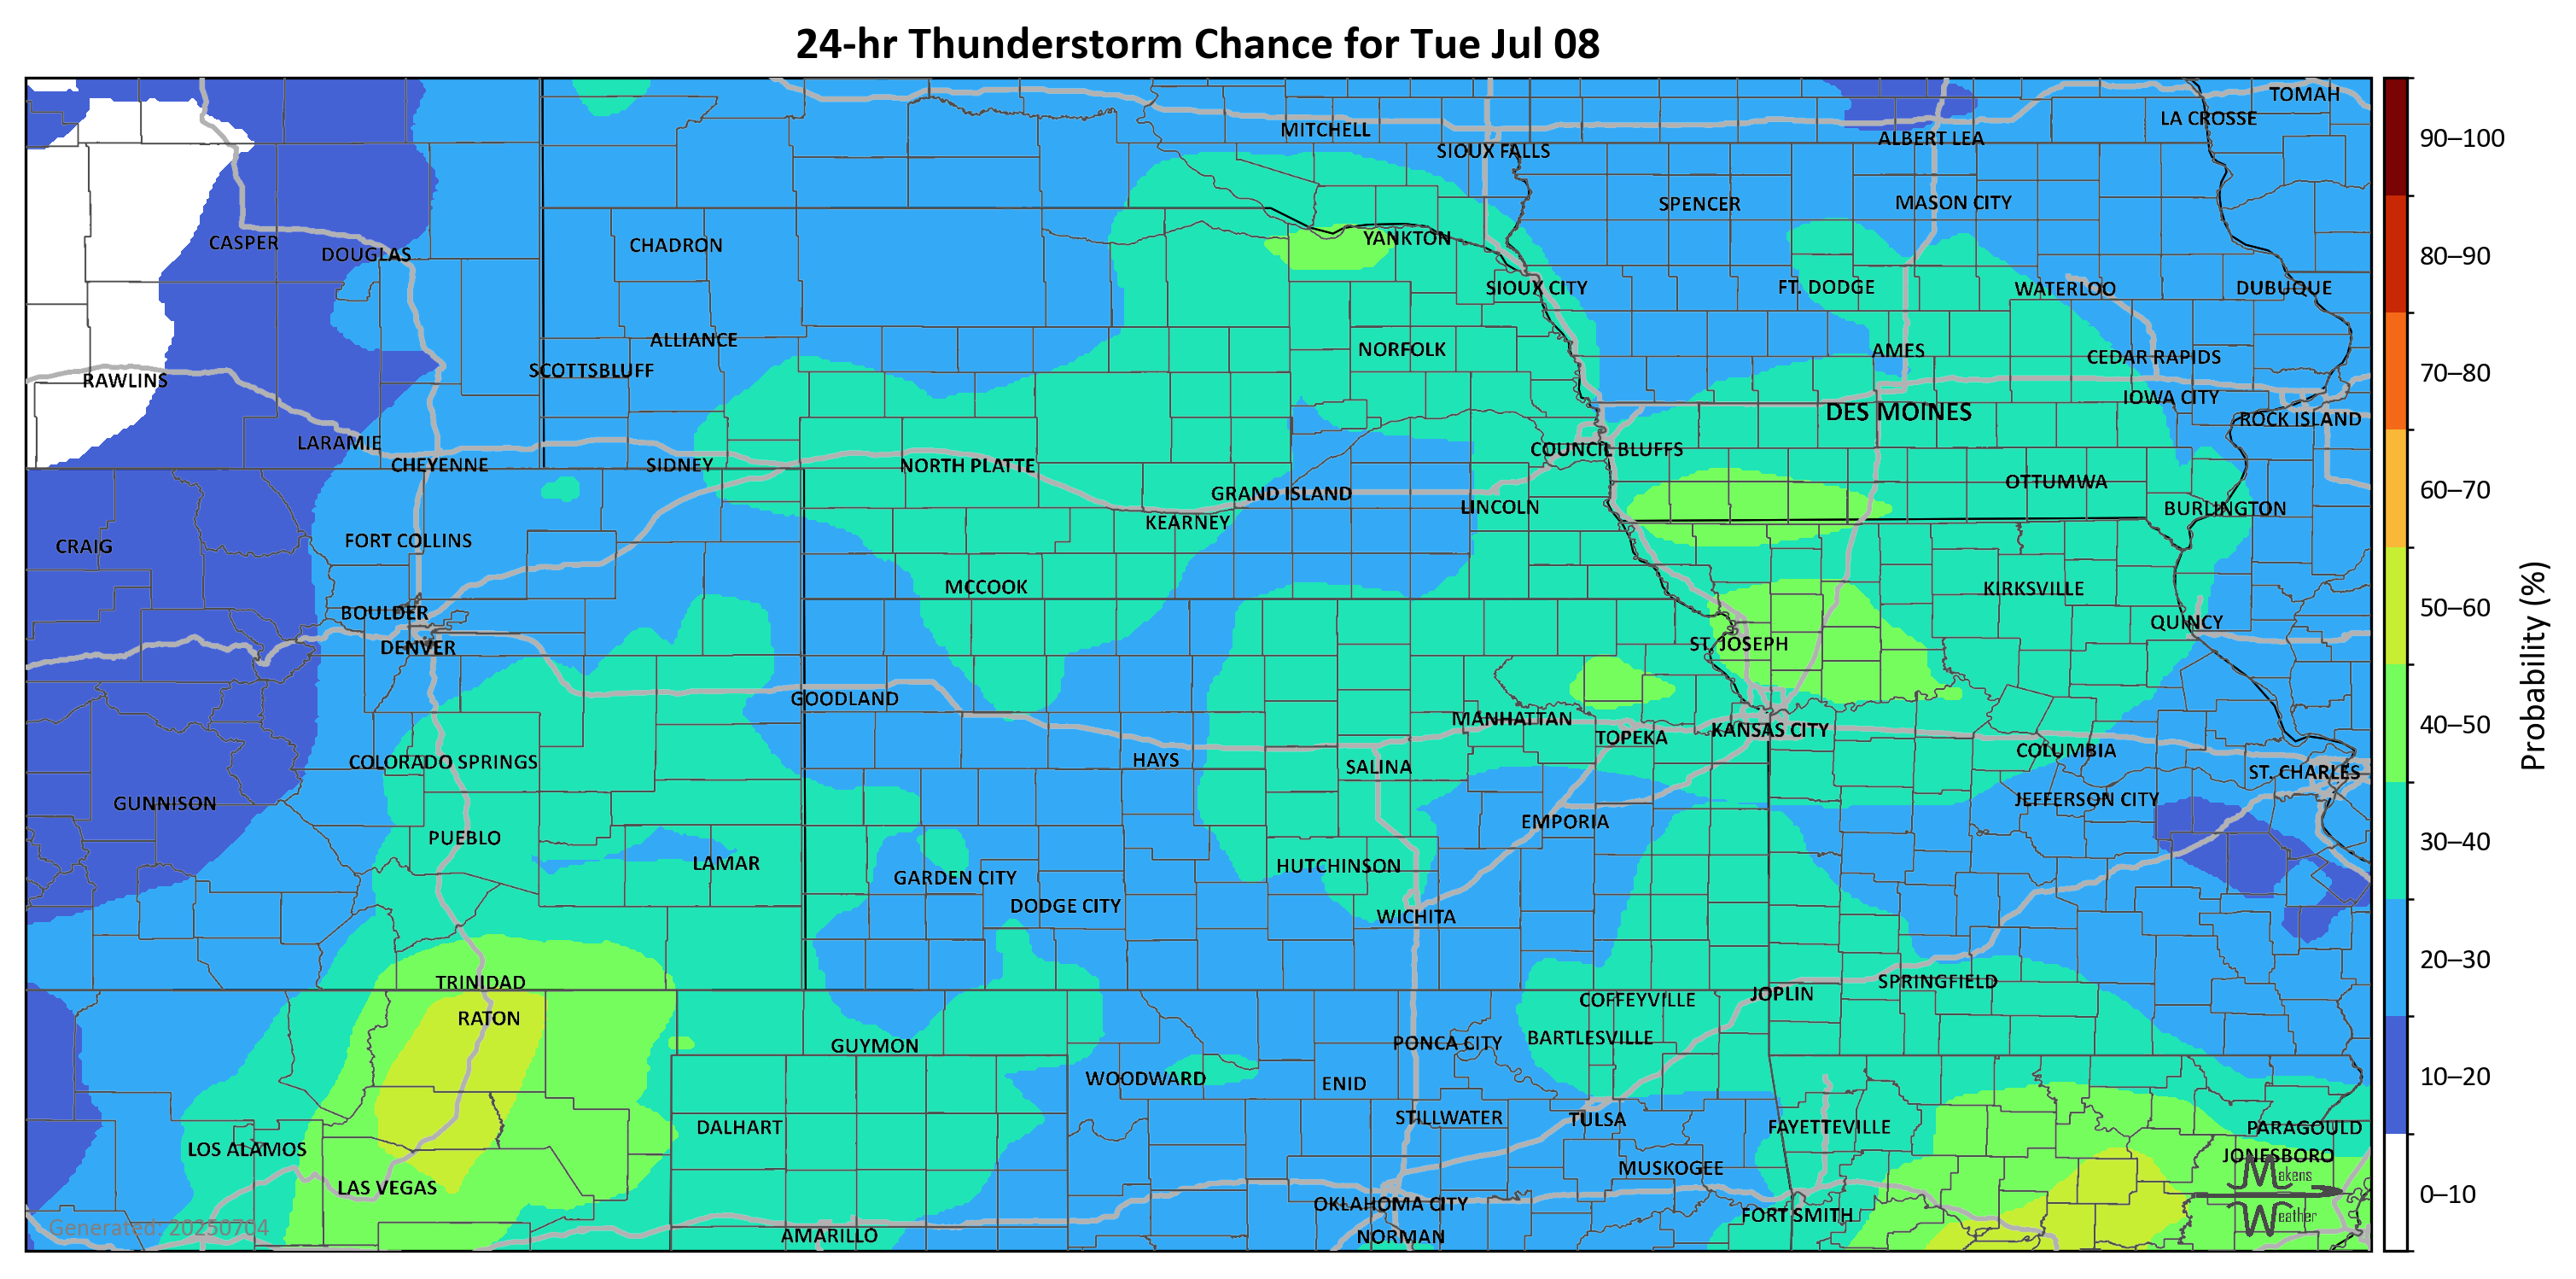 24-hr Thunderstorm Chance for Tue Jul 08
TOMAH
LA CROSSE
MITCHELL
ALBERT LEA
SIOUX FALLS
SPENCER
MASON CITY
CASPER
DOUGLAS
CHADRON
YANKTON
SIOUX CITY
FT. DODGE
WATERLOO
DUBUQUE
ALLIANCE
NORFOLK
AMES
CEDAR RAPIDS
RAWLINS
SCOTTSBLUFF
IOWA CITY
DES MOINES
ROCK ISLAND
LARAMIE
CHEYENNE
SIDNEY
NORTH PLATTE
COUNCIL BLUFFS
GRAND ISLAND
LINCOLN
OTTUMWA
BURLINGTON
KEARNEY
CRAIG
FORT COLLINS
MCCOOK
KIRKSVILLE
BOULDER
QUINCY
DENVER
ST. JOSEPH
GOODLAND
MANHATTAN
TOPEKA
KANSAS CITY
COLUMBIA
COLORADO SPRINGS
HAYS
SALINA
ST. CHARLES
GUNNISON
JEFFERSON CITY
PUEBLO
EMPORIA
LAMAR
GARDEN CITY
HUTCHINSON
DODGE CITY
WICHITA
TRINIDAD
SPRINGFIELD
JOPLIN
RATON
COFFEYVILLE
GUYMON
PONCA CITY
BARTLESVILLE
WOODWARD
ENID
DALHART
STILLWATER
TULSA
FAYETTEVILLE
PARAGOULD
LOS ALAMOS
JONESBORO
LAS VEGAS
MUSKOGEE
OKLAHOMA CITY
FORT SMITH
AMARILLO
NORMAN
Generated: 20250704
Makens
Weather
90–100
80–90
70–80
60–70
50–60
40–50
30–40
20–30
10–20
0–10
Probability (%)